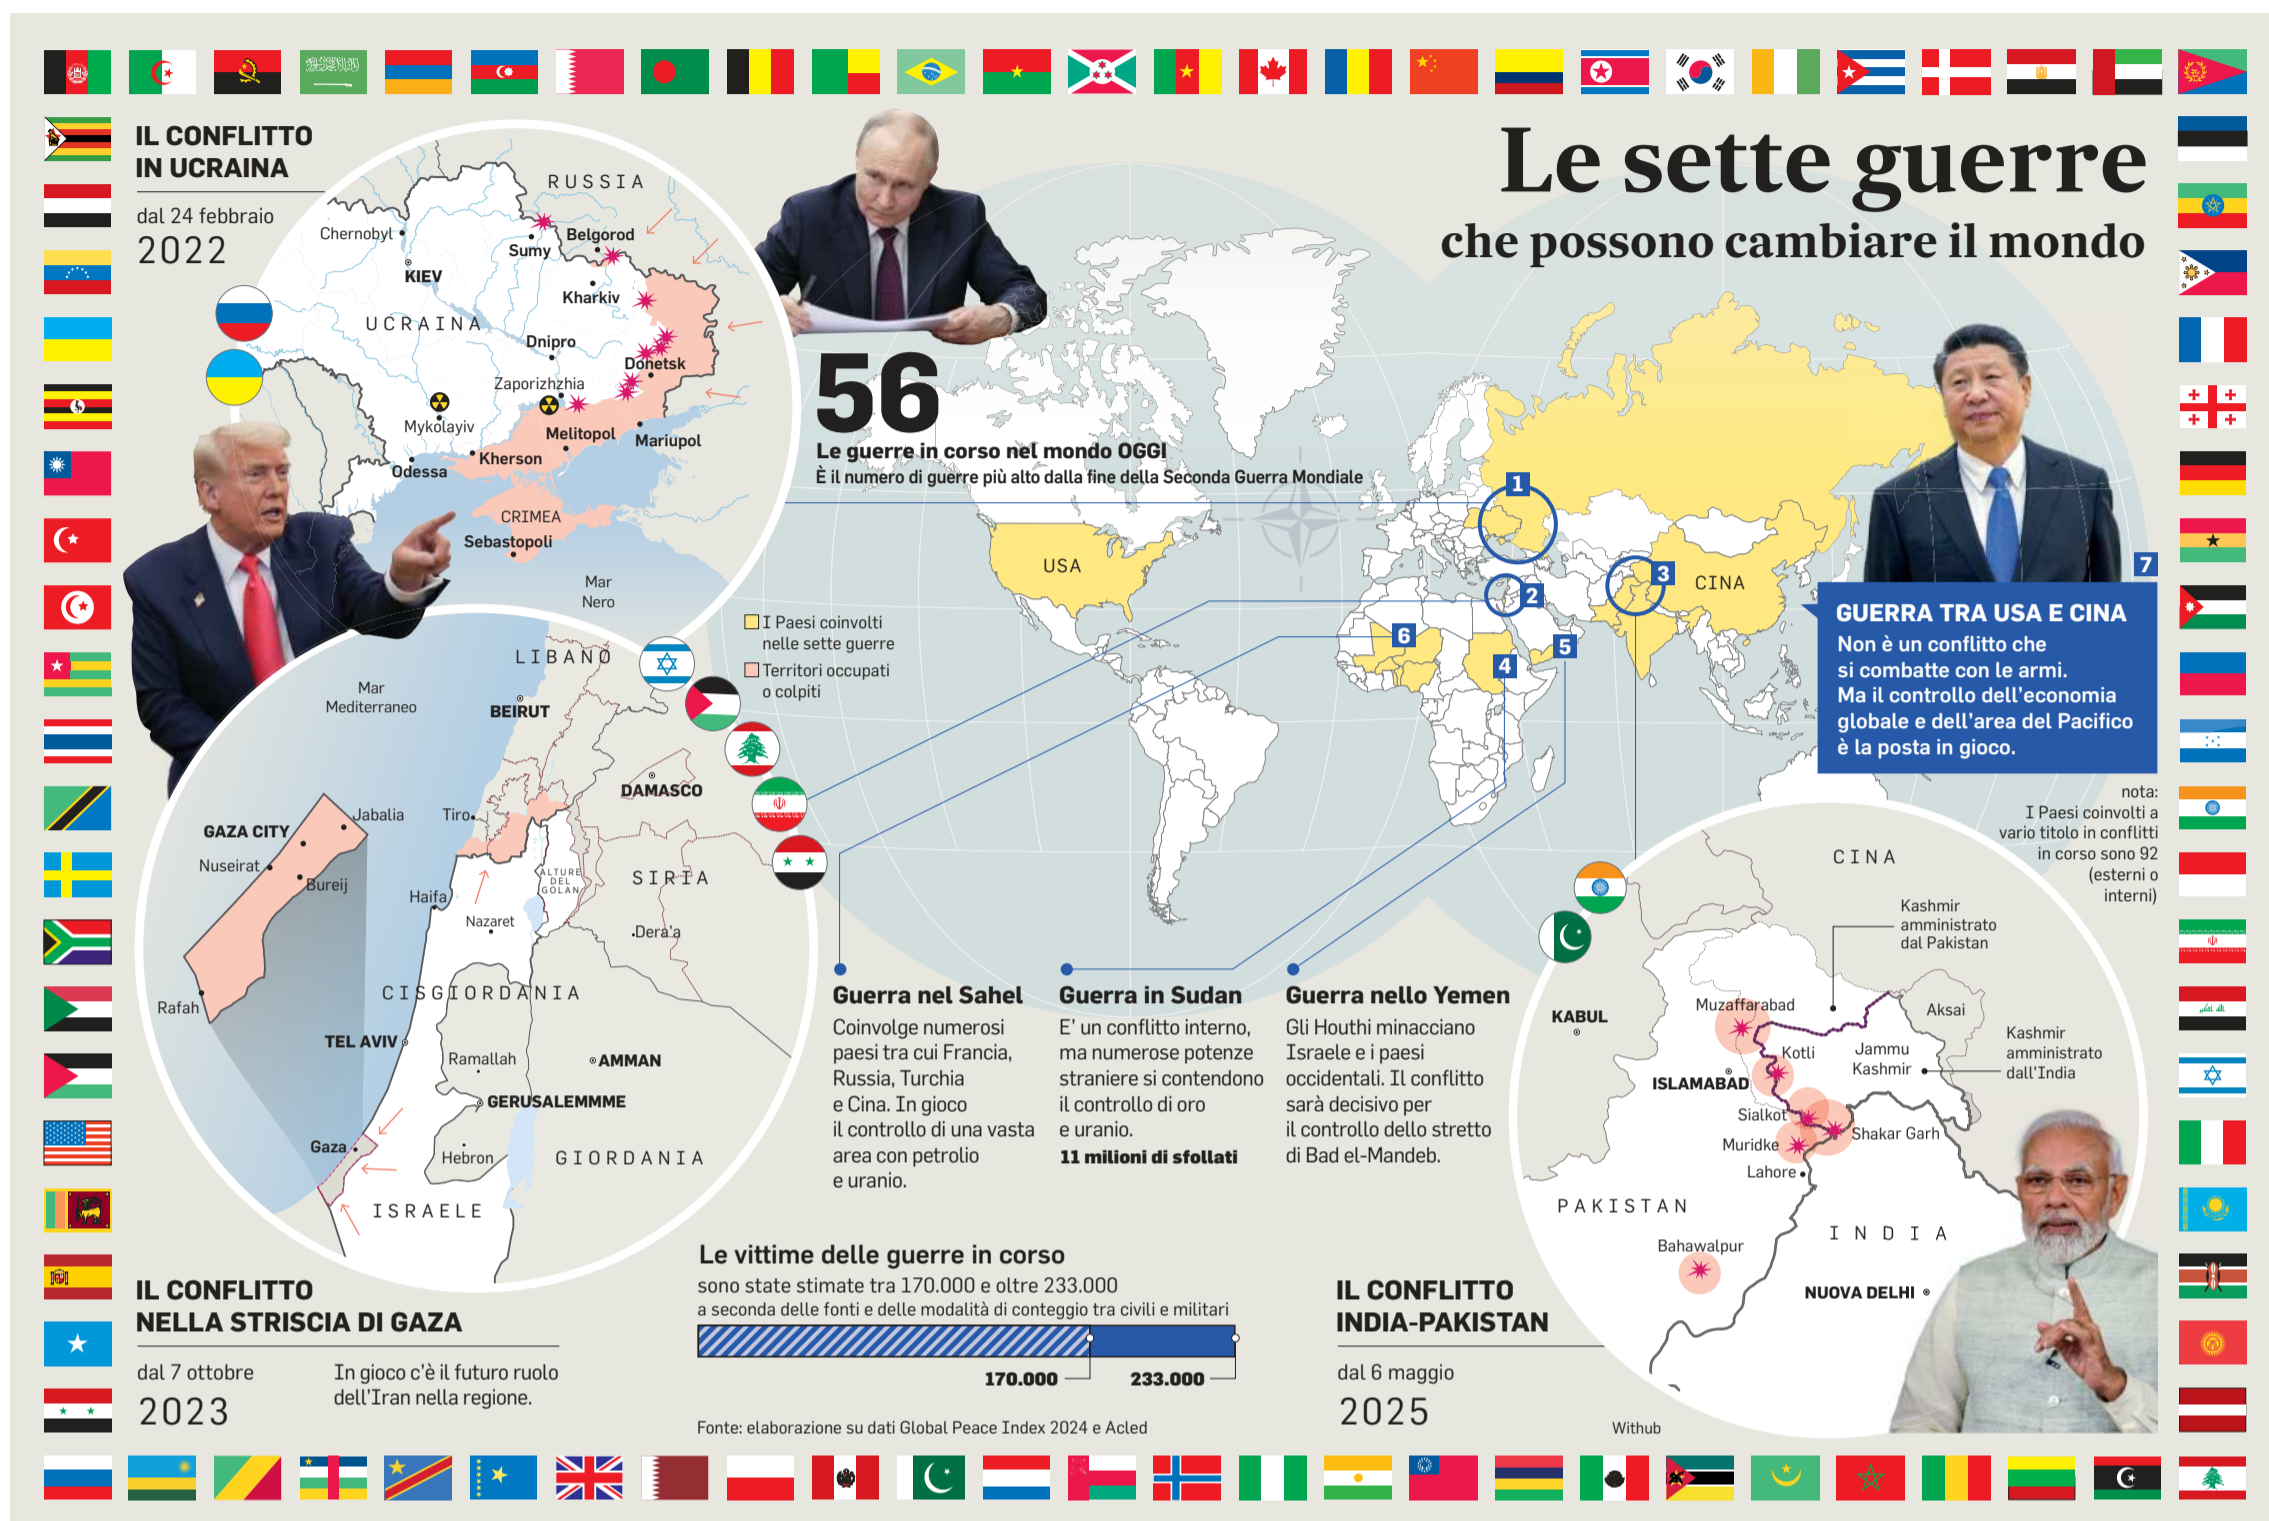 Le sette guerre
che possono cambiare il mondo
IL CONFLITTO
IN UCRAINA
dal 24 febbraio
2022
RUSSIA
Chernobyl
Sumy
Belgorod
KIEV
Kharkiv
UCRAINA
Dnipro
Donetsk
Zaporizhzhia
Mykolayiv
Melitopol
Mariupol
Kherson
Odessa
CRIMEA
Sebastopoli
Mar
Nero
56
Le guerre in corso nel mondo OGGI
È il numero di guerre più alto dalla fine della Seconda Guerra Mondiale
I Paesi coinvolti
nelle sette guerre
Territori occupati
o colpiti
USA
CINA
1
2
3
4
5
6
7
GUERRA TRA USA E CINA
Non è un conflitto che
si combatte con le armi.
Ma il controllo dell'economia
globale e dell'area del Pacifico
è la posta in gioco.
nota:
I Paesi coinvolti a
vario titolo in conflitti
in corso sono 92
(esterni o
interni)
LIBANO
Mar
Mediterraneo
BEIRUT
DAMASCO
Tiro
GAZA CITY
Jabalia
Nuseirat
Bureij
Rafah
ALTURE
DEL
GOLAN
SIRIA
Haifa
Nazaret
Dera'a
CISGIORDANIA
TEL AVIV
Ramallah
AMMAN
GERUSALEMMME
Gaza
Hebron
GIORDANIA
ISRAELE
IL CONFLITTO
NELLA STRISCIA DI GAZA
dal 7 ottobre
2023
In gioco c'è il futuro ruolo
dell'Iran nella regione.
Guerra nel Sahel
Coinvolge numerosi
paesi tra cui Francia,
Russia, Turchia
e Cina. In gioco
il controllo di una vasta
area con petrolio
e uranio.
Guerra in Sudan
E' un conflitto interno,
ma numerose potenze
straniere si contendono
il controllo di oro
e uranio.
11 milioni di sfollati
Guerra nello Yemen
Gli Houthi minacciano
Israele e i paesi
occidentali. Il conflitto
sarà decisivo per
il controllo dello stretto
di Bad el-Mandeb.
Le vittime delle guerre in corso
sono state stimate tra 170.000 e oltre 233.000
a seconda delle fonti e delle modalità di conteggio tra civili e militari
170.000
233.000
Fonte: elaborazione su dati Global Peace Index 2024 e Acled
IL CONFLITTO
INDIA-PAKISTAN
dal 6 maggio
2025
CINA
Kashmir
amministrato
dal Pakistan
Muzaffarabad
Aksai
KABUL
Kotli
Jammu
Kashmir
Kashmir
amministrato
dall'India
ISLAMABAD
Sialkot
Shakar Garh
Muridke
Lahore
PAKISTAN
INDIA
Bahawalpur
NUOVA DELHI
Withub